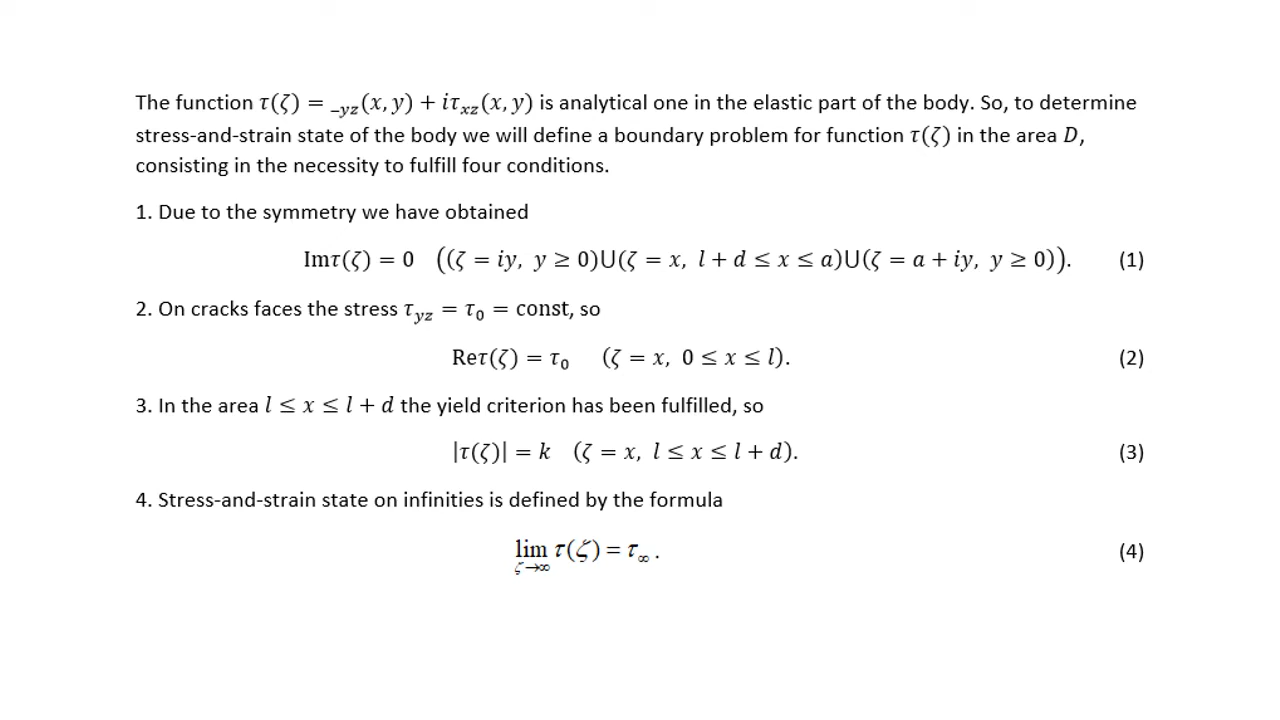 The function τ(ζ) = _yz(x, y) + iτ_xz(x, y) is analytical one in the elastic part of the body. So, to determine
stress-and-strain state of the body we will define a boundary problem for function τ(ζ) in the area D,
consisting in the necessity to fulfill four conditions.
1. Due to the symmetry we have obtained
Imτ(ζ) = 0 ((ζ = iy, y ≥ 0)U(ζ = x, l + d ≤ x ≤ a)U(ζ = a + iy, y ≥ 0)). (1)
2. On cracks faces the stress τ_yz = τ₀ = const, so
Reτ(ζ) = τ₀ (ζ = x, 0 ≤ x ≤ l). (2)
3. In the area l ≤ x ≤ l + d the yield criterion has been fulfilled, so
|τ(ζ)| = k (ζ = x, l ≤ x ≤ l + d). (3)
4. Stress-and-strain state on infinities is defined by the formula
lim τ(ζ) = τ_∞ . (4)
ζ→∞